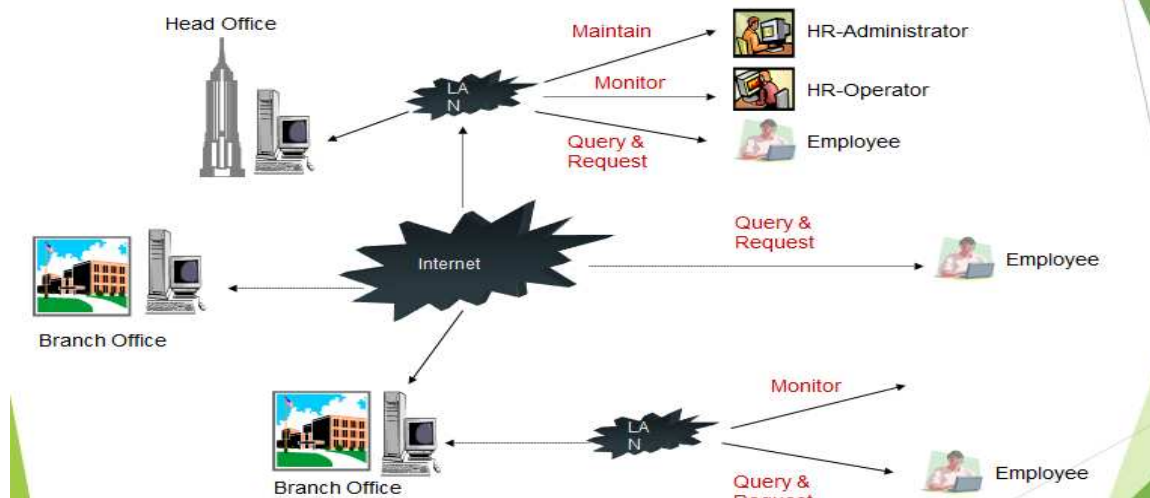 Head Office
Maintain
HR-Administrator
LA
N
Monitor
HR-Operator
Query &
Request
Employee
Query &
Request
Internet
Employee
Branch Office
Monitor
LA
N
Branch Office
Query &
Request
Employee